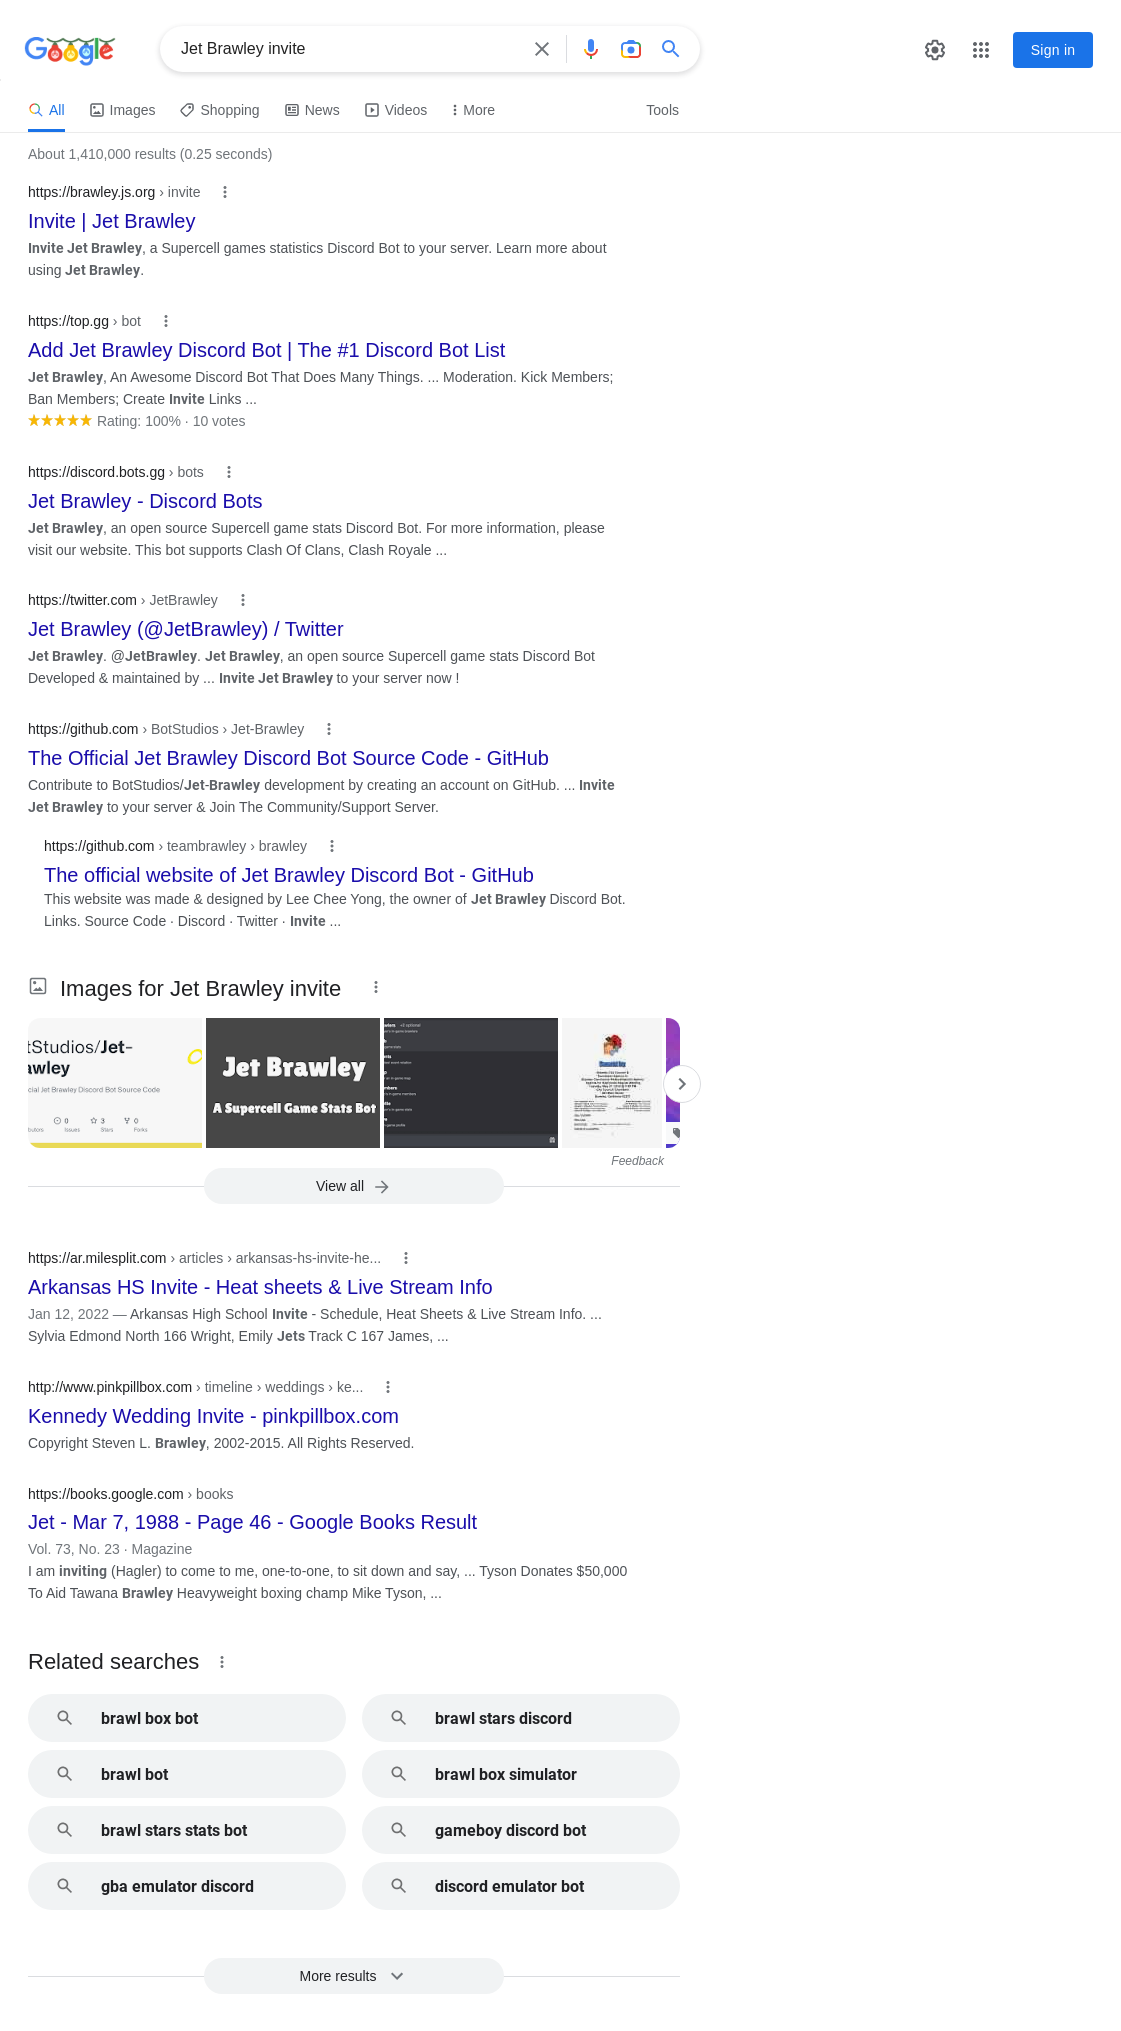 Google
Jet Brawley invite
Sign in
All
Images
Shopping
News
Videos
More
Tools
About 1,410,000 results (0.25 seconds)
https://brawley.js.org › invite
Invite | Jet Brawley
Invite Jet Brawley, a Supercell games statistics Discord Bot to your server. Learn more about
using Jet Brawley.
https://top.gg › bot
Add Jet Brawley Discord Bot | The #1 Discord Bot List
Jet Brawley, An Awesome Discord Bot That Does Many Things. ... Moderation. Kick Members;
Ban Members; Create Invite Links ...
Rating: 100% · 10 votes
https://discord.bots.gg › bots
Jet Brawley - Discord Bots
Jet Brawley, an open source Supercell game stats Discord Bot. For more information, please
visit our website. This bot supports Clash Of Clans, Clash Royale ...
https://twitter.com › JetBrawley
Jet Brawley (@JetBrawley) / Twitter
Jet Brawley. @JetBrawley. Jet Brawley, an open source Supercell game stats Discord Bot
Developed & maintained by ... Invite Jet Brawley to your server now !
https://github.com › BotStudios › Jet-Brawley
The Official Jet Brawley Discord Bot Source Code - GitHub
Contribute to BotStudios/Jet-Brawley development by creating an account on GitHub. ... Invite
Jet Brawley to your server & Join The Community/Support Server.
https://github.com › teambrawley › brawley
The official website of Jet Brawley Discord Bot - GitHub
This website was made & designed by Lee Chee Yong, the owner of Jet Brawley Discord Bot.
Links. Source Code · Discord · Twitter · Invite ...
Images for Jet Brawley invite
tStudios/Jet-
awley
cial Jet Brawley Discord Bot Source Code
0
3
0
Issues
Stars
Forks
Jet Brawley
A Supercell Game Stats Bot
Feedback
View all
https://ar.milesplit.com › articles › arkansas-hs-invite-he...
Arkansas HS Invite - Heat sheets & Live Stream Info
Jan 12, 2022 — Arkansas High School Invite - Schedule, Heat Sheets & Live Stream Info. ...
Sylvia Edmond North 166 Wright, Emily Jets Track C 167 James, ...
http://www.pinkpillbox.com › timeline › weddings › ke...
Kennedy Wedding Invite - pinkpillbox.com
Copyright Steven L. Brawley, 2002-2015. All Rights Reserved.
https://books.google.com › books
Jet - Mar 7, 1988 - Page 46 - Google Books Result
Vol. 73, No. 23 · Magazine
I am inviting (Hagler) to come to me, one-to-one, to sit down and say, ... Tyson Donates $50,000
To Aid Tawana Brawley Heavyweight boxing champ Mike Tyson, ...
Related searches
brawl box bot
brawl stars discord
brawl bot
brawl box simulator
brawl stars stats bot
gameboy discord bot
gba emulator discord
discord emulator bot
More results